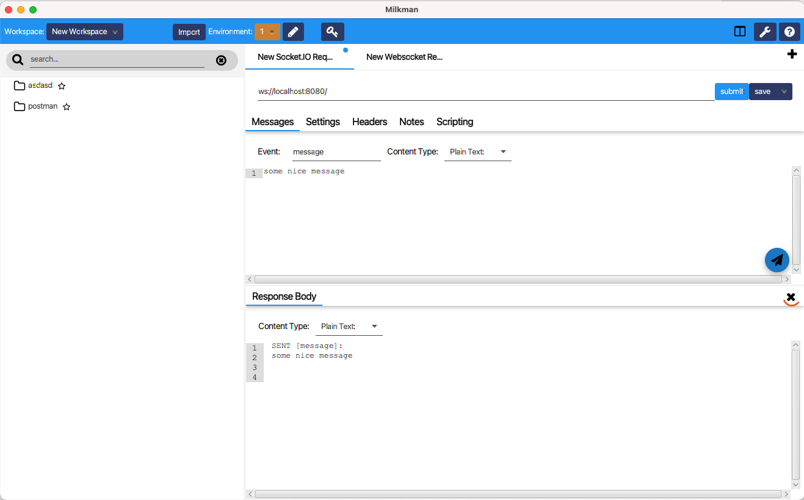 Milkman
Workspace: New Workspace Import Environment: 1
search...
asdasd
postman
New Socket.IO Req... New Websocket Re...
ws://localhost:8080/ submit save
Messages Settings Headers Notes Scripting
Event: message Content Type: Plain Text:
1 some nice message
Response Body
Content Type: Plain Text:
1 SENT [message]:
2 some nice message
3
4